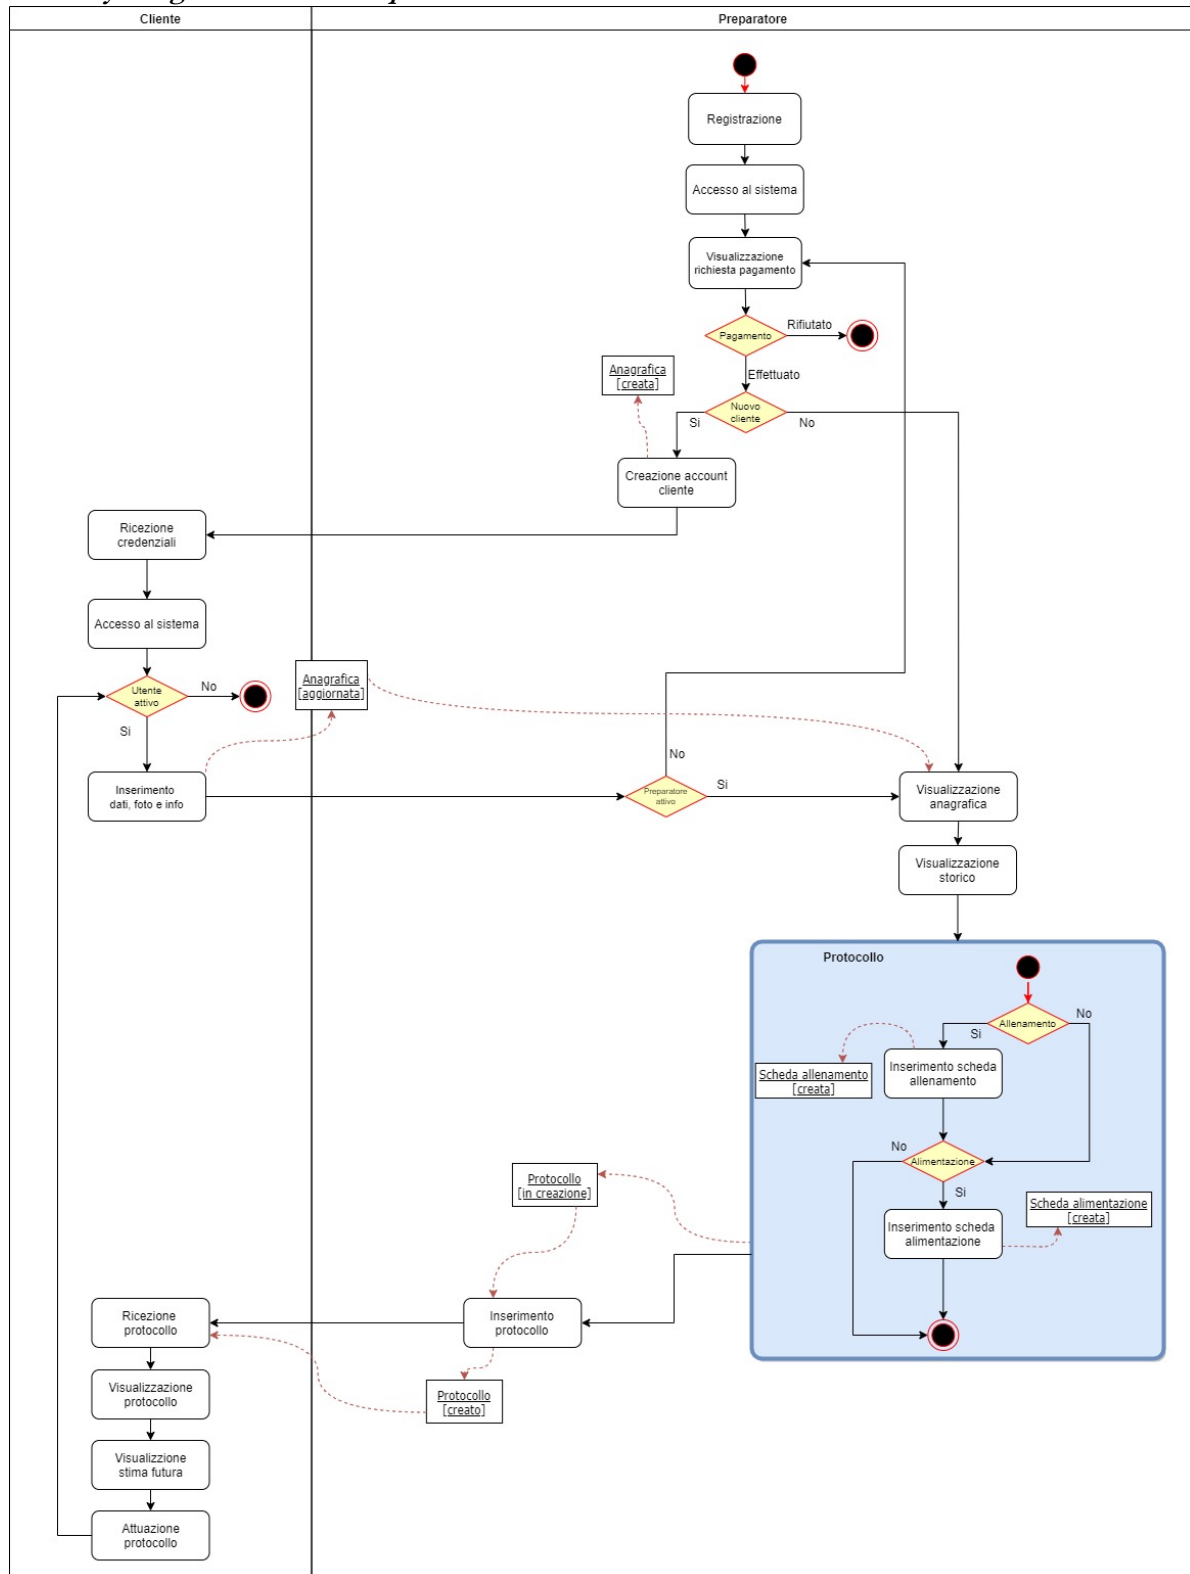 Cliente
Preparatore
Registrazione
Accesso al sistema
Visualizzazione
richiesta pagamento
Pagamento
Rifiutato
Effettuato
Anagrafica
[creata]
Nuovo
cliente
Si
No
Creazione account
cliente
Ricezione
credenziali
Accesso al sistema
Utente
attivo
No
Si
Anagrafica
[aggiornata]
Inserimento
dati, foto e info
No
Preparatore
attivo
Si
Visualizzazione
anagrafica
Visualizzazione
storico
Protocollo
Allenamento
No
Si
Scheda allenamento
[creata]
Inserimento scheda
allenamento
No
Alimentazione
Si
Protocollo
[in creazione]
Scheda alimentazione
[creata]
Inserimento scheda
alimentazione
Ricezione
protocollo
Inserimento
protocollo
Visualizzazione
protocollo
Protocollo
[creato]
Visualizzione
stima futura
Attuazione
protocollo